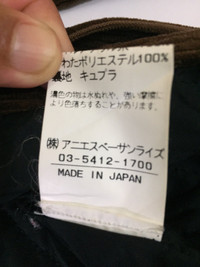 わたポリエステル100%
裏地 キュプラ
濃色の物は水ぬれや、強い摩擦に
より色落ちすることがあります。
(株)アニエスベーサンライズ
03-5412-1700
MADE IN JAPAN